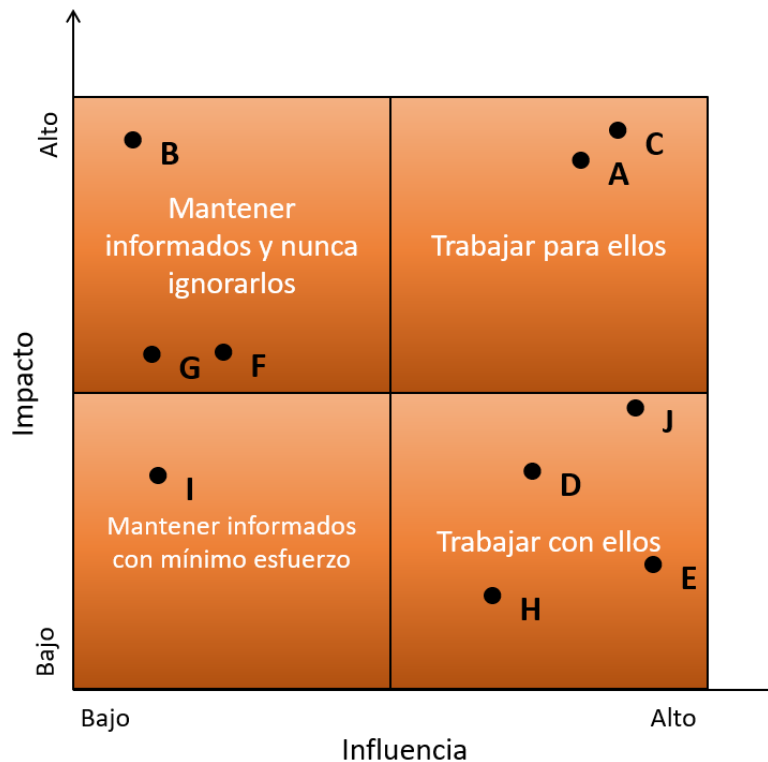 Alto
B
C
A
Mantener
informados y nunca
ignorarlos
Trabajar para ellos
G
F
Impacto
J
I
D
Mantener informados
con mínimo esfuerzo
Trabajar con ellos
E
H
Bajo
Bajo
Alto
Influencia